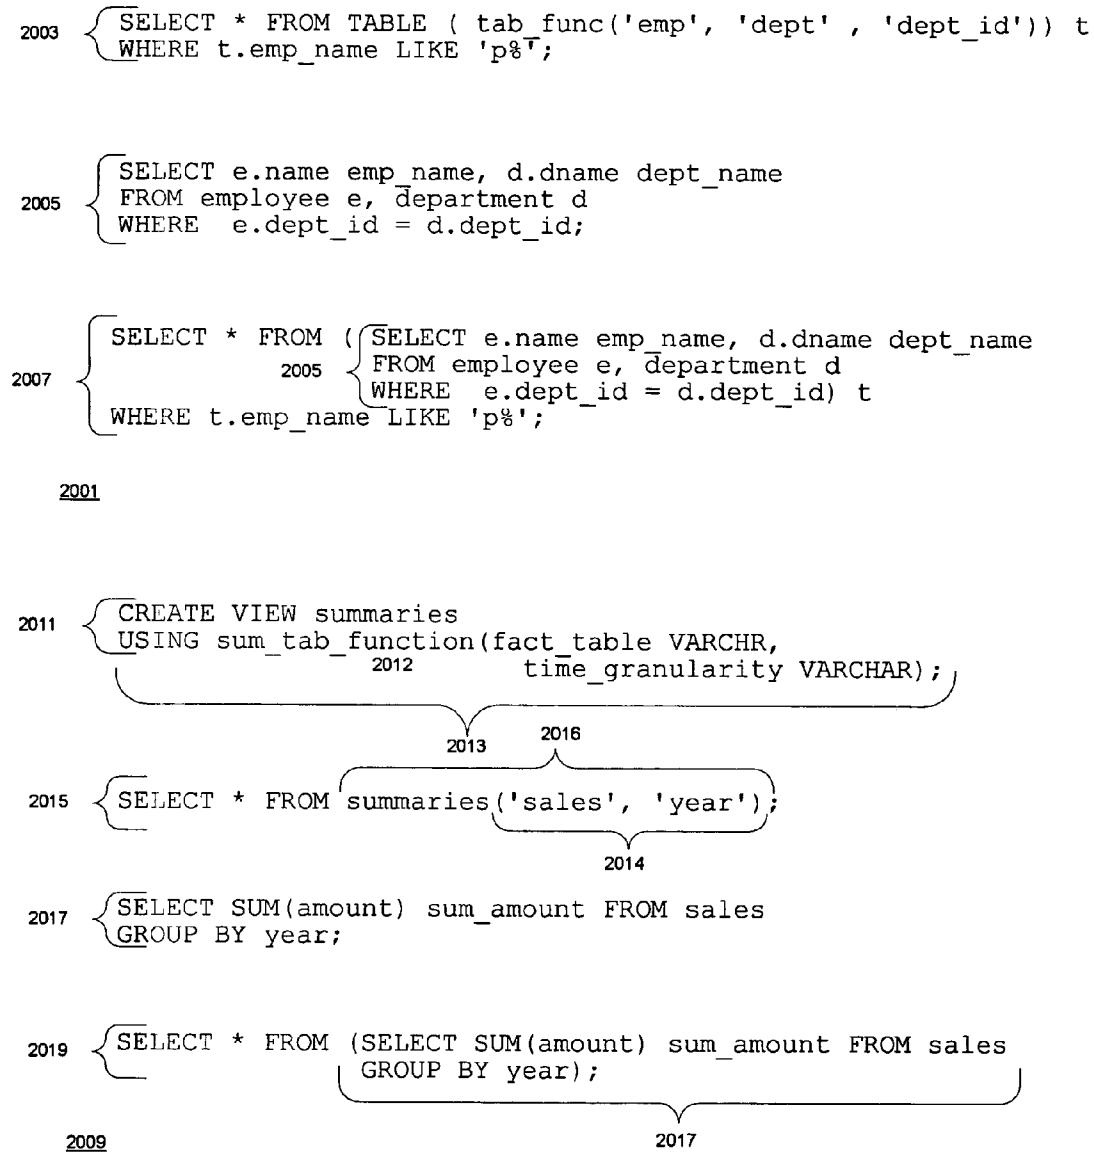 2003 SELECT * FROM TABLE ( tab_func('emp', 'dept' , 'dept_id')) t
WHERE t.emp_name LIKE 'p%';
SELECT e.name emp_name, d.dname dept_name
2005 FROM employee e, department d
WHERE e.dept_id = d.dept_id;
SELECT * FROM (SELECT e.name emp_name, d.dname dept_name
2007 2005 FROM employee e, department d
WHERE e.dept_id = d.dept_id) t
WHERE t.emp_name LIKE 'p%';
2001
2011 CREATE VIEW summaries
USING sum_tab_function(fact_table VARCHR,
2012 time_granularity VARCHAR);
2013 2016
2015 SELECT * FROM summaries('sales', 'year');
2014
2017 SELECT SUM(amount) sum_amount FROM sales
GROUP BY year;
2019 SELECT * FROM (SELECT SUM(amount) sum_amount FROM sales
GROUP BY year);
2009 2017